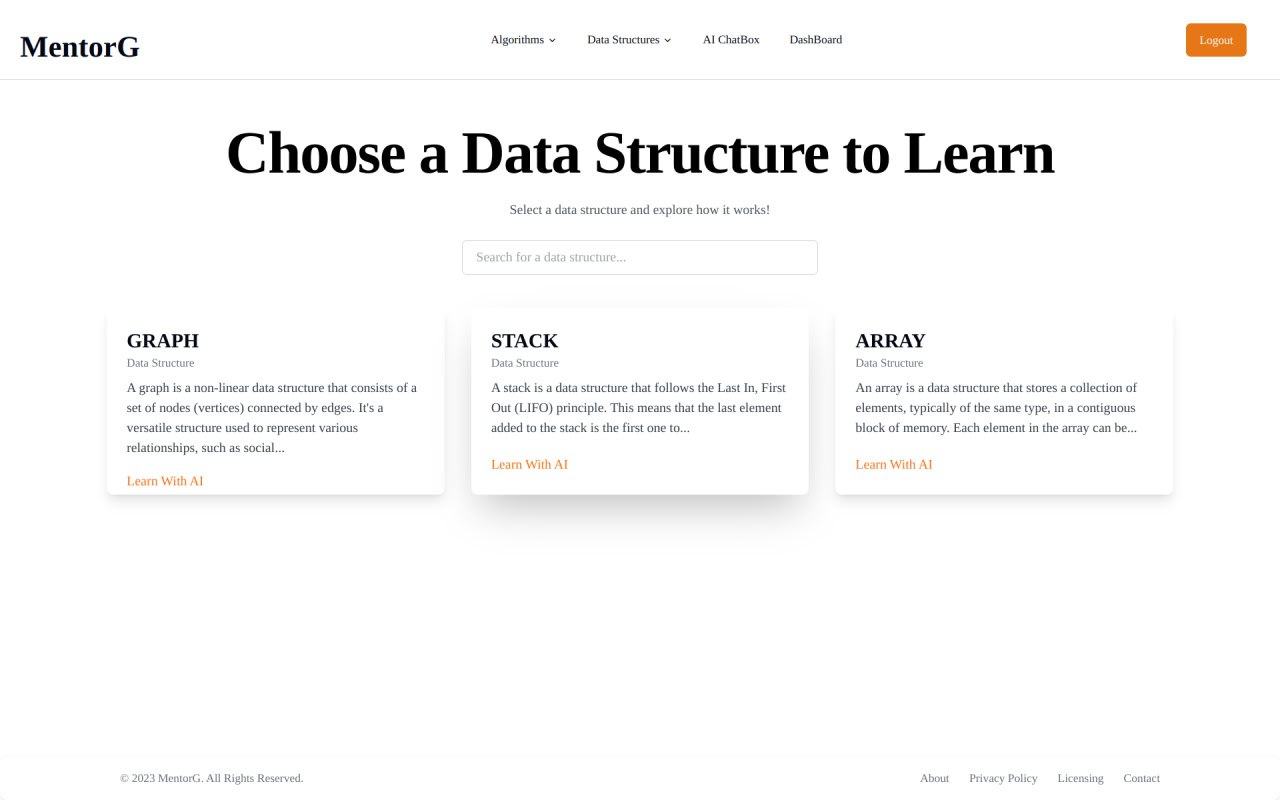 MentorG
Algorithms
Data Structures
AI ChatBox
DashBoard
Logout
Choose a Data Structure to Learn
Select a data structure and explore how it works!
Search for a data structure...
GRAPH
Data Structure
A graph is a non-linear data structure that consists of a
set of nodes (vertices) connected by edges. It's a
versatile structure used to represent various
relationships, such as social...
Learn With AI
STACK
Data Structure
A stack is a data structure that follows the Last In, First
Out (LIFO) principle. This means that the last element
added to the stack is the first one to...
Learn With AI
ARRAY
Data Structure
An array is a data structure that stores a collection of
elements, typically of the same type, in a contiguous
block of memory. Each element in the array can be...
Learn With AI
© 2023 MentorG. All Rights Reserved.
About
Privacy Policy
Licensing
Contact